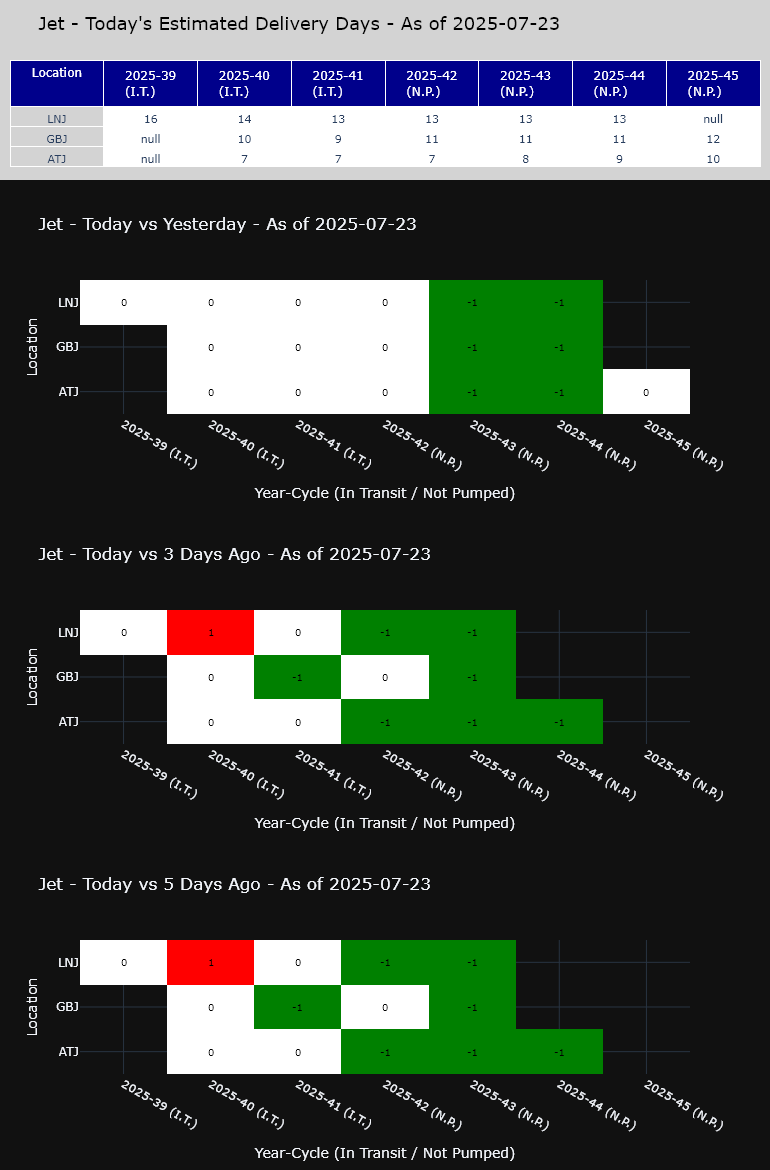 Jet - Today's Estimated Delivery Days - As of 2025-07-23
Location 2025-39 (I.T.) 2025-40 (I.T.) 2025-41 (I.T.) 2025-42 (N.P.) 2025-43 (N.P.) 2025-44 (N.P.) 2025-45 (N.P.)
LNJ 16 14 13 13 13 13 null
GBJ null 10 9 11 11 11 12
ATJ null 7 7 7 8 9 10
Jet - Today vs Yesterday - As of 2025-07-23
Location
LNJ 0 0 0 0 -1 -1
GBJ 0 0 0 -1 -1
ATJ 0 0 0 -1 -1 0
2025-39 (I.T.) 2025-40 (I.T.) 2025-41 (I.T.) 2025-42 (N.P.) 2025-43 (N.P.) 2025-44 (N.P.) 2025-45 (N.P.)
Year-Cycle (In Transit / Not Pumped)
Jet - Today vs 3 Days Ago - As of 2025-07-23
Location
LNJ 0 1 0 -1 -1
GBJ 0 -1 0 -1
ATJ 0 0 -1 -1 -1
2025-39 (I.T.) 2025-40 (I.T.) 2025-41 (I.T.) 2025-42 (N.P.) 2025-43 (N.P.) 2025-44 (N.P.) 2025-45 (N.P.)
Year-Cycle (In Transit / Not Pumped)
Jet - Today vs 5 Days Ago - As of 2025-07-23
Location
LNJ 0 1 0 -1 -1
GBJ 0 -1 0 -1
ATJ 0 0 -1 -1 -1
2025-39 (I.T.) 2025-40 (I.T.) 2025-41 (I.T.) 2025-42 (N.P.) 2025-43 (N.P.) 2025-44 (N.P.) 2025-45 (N.P.)
Year-Cycle (In Transit / Not Pumped)